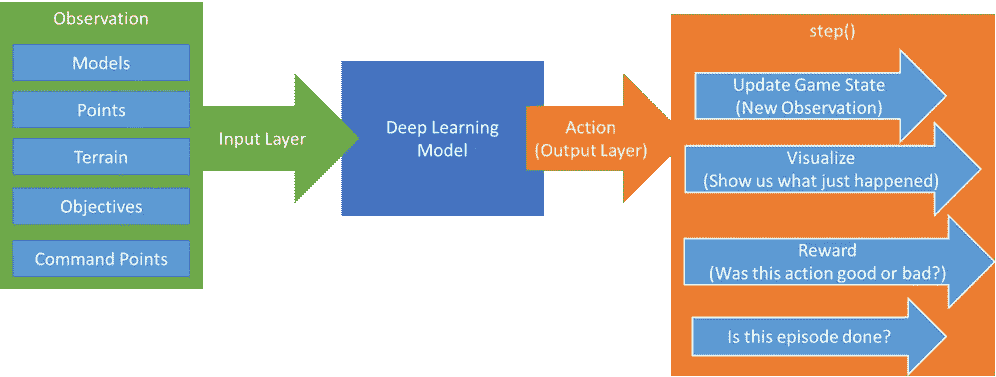 Observation
Models
Points
Terrain
Objectives
Command Points
Input Layer
Deep Learning
Model
Action
(Output Layer)
step()
Update Game State
(New Observation)
Visualize
(Show us what just happened)
Reward
(Was this action good or bad?)
Is this episode done?